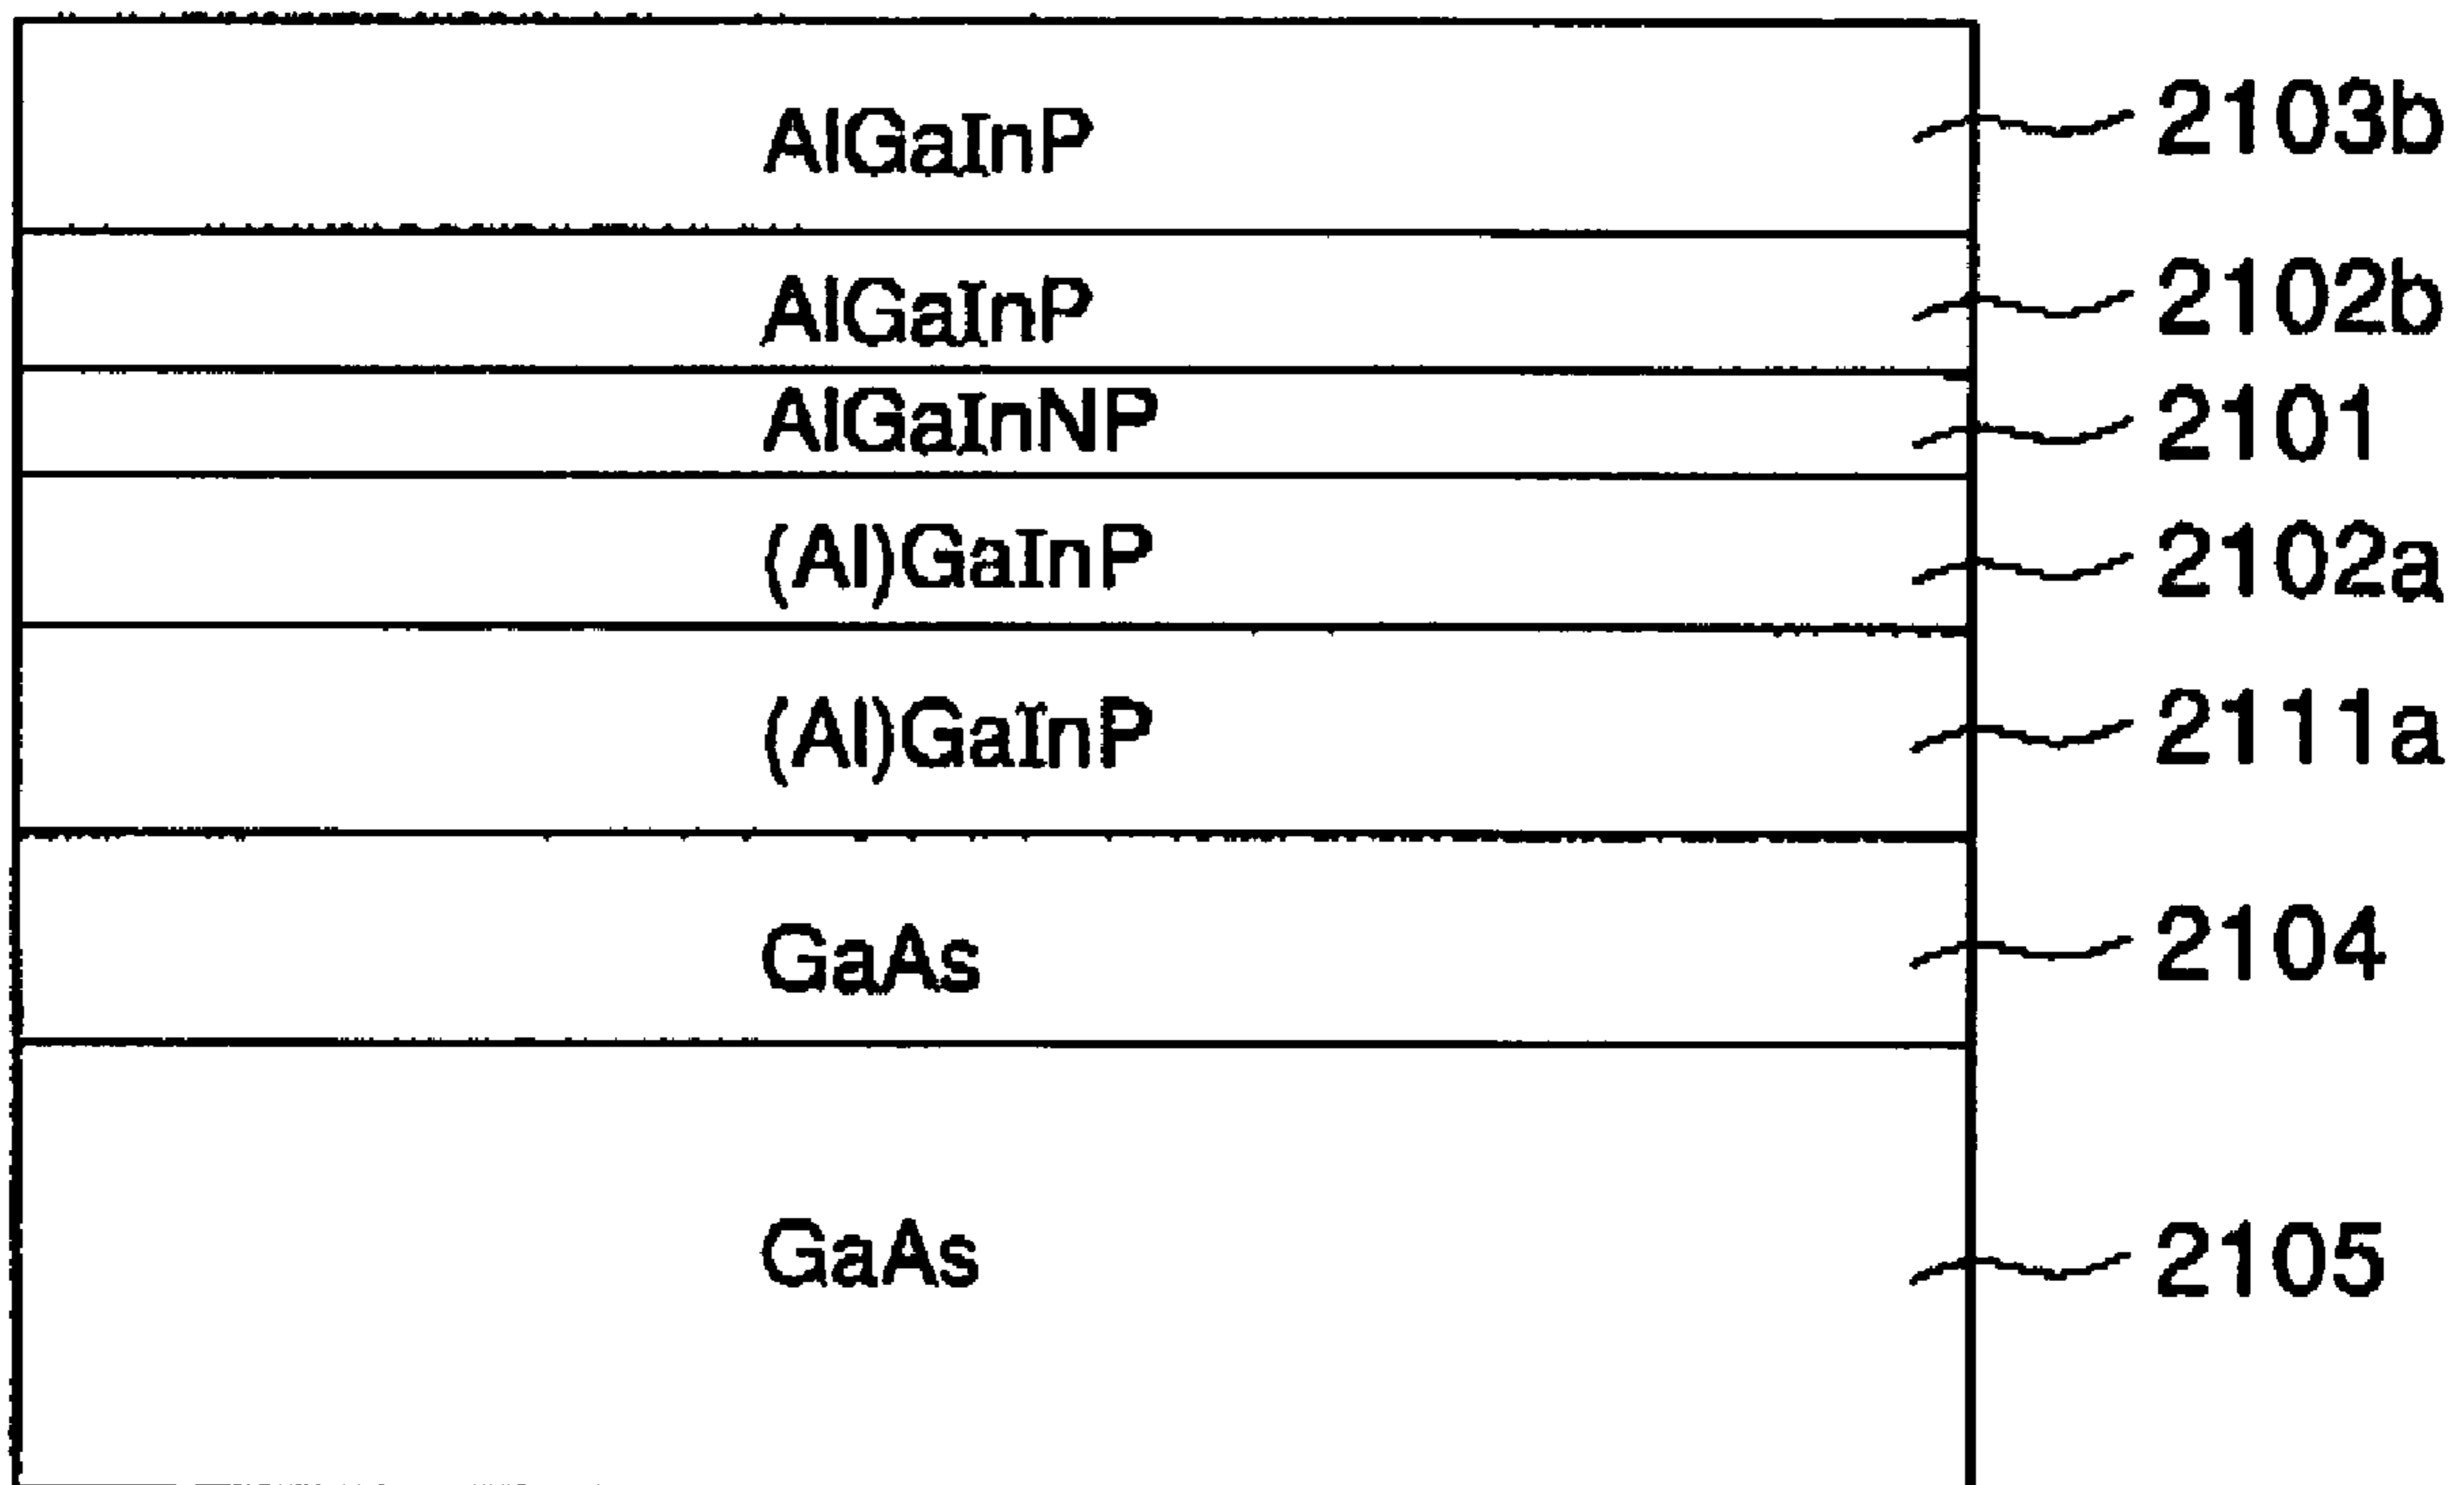 AlGaInP 2103b
AlGaInP 2102b
AlGaInNP 2101
(Al)GaInP 2102a
(Al)GaInP 2111a
GaAs 2104
GaAs 2105